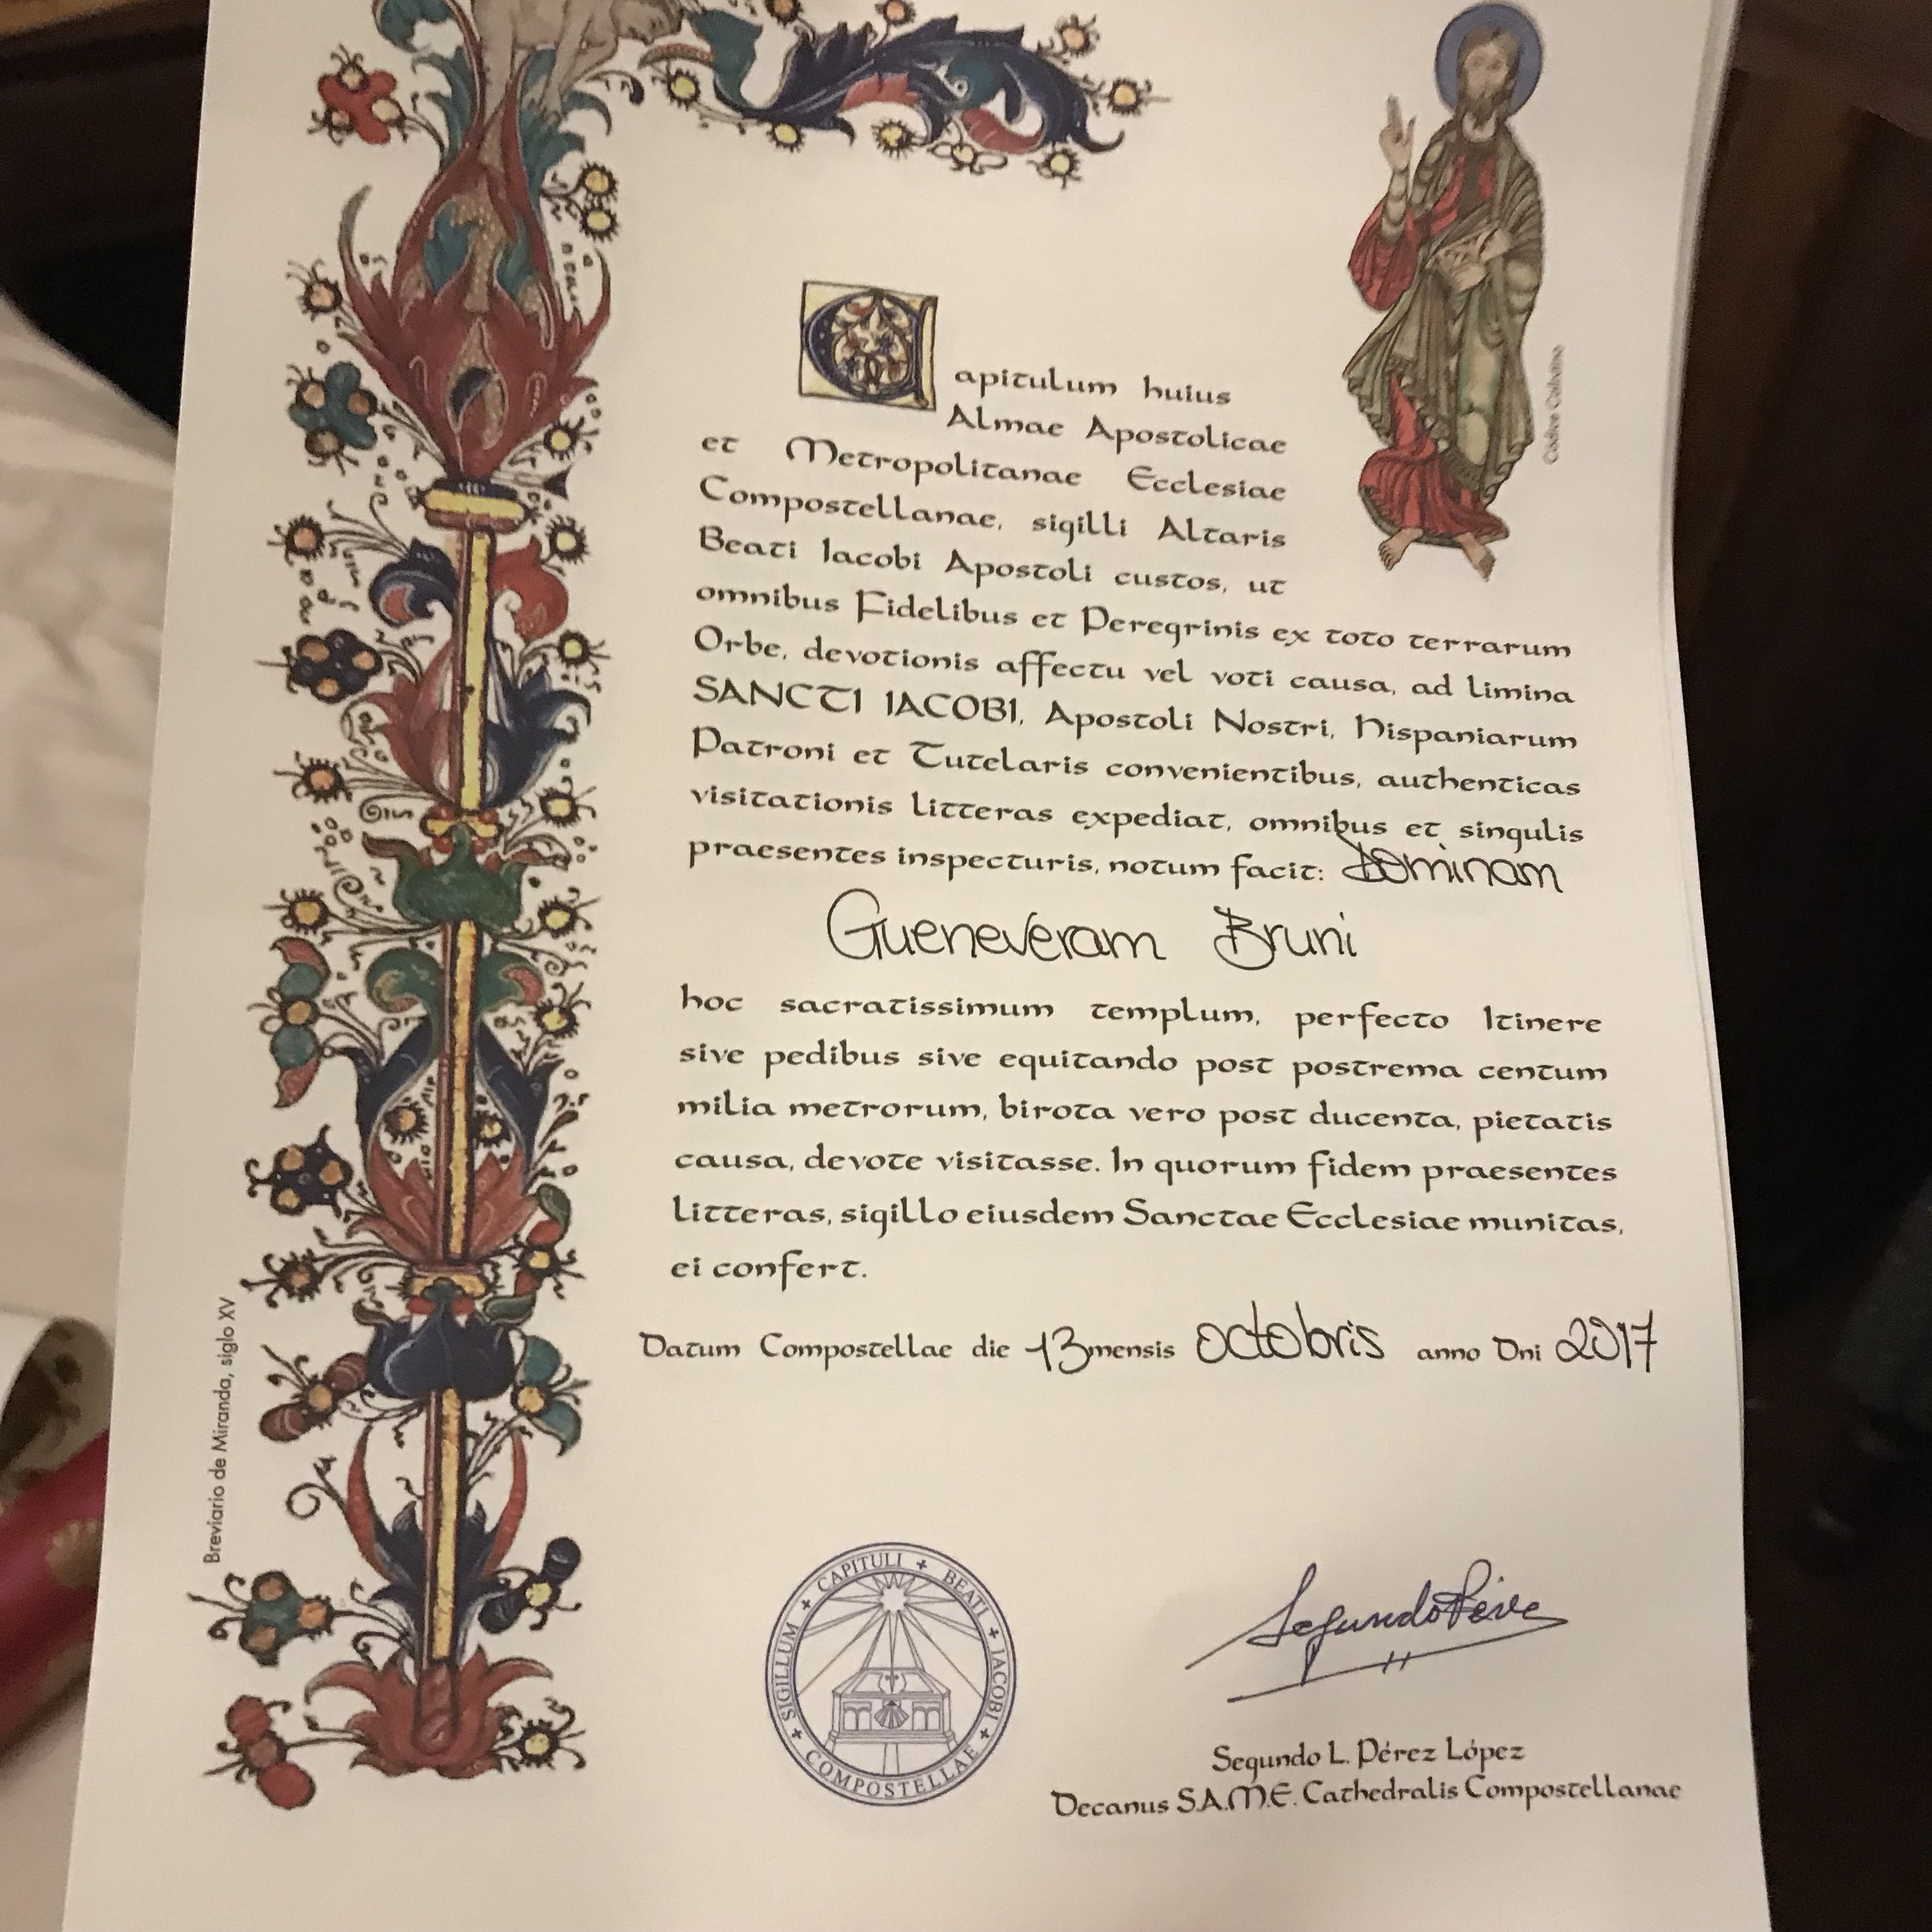 Capitulum huius
Almae Apostolicae
et Metropolitanae Ecclesiae
Compostellanae, sigilli Altaris
Beati Iacobi Apostoli custos, ut
omnibus Fidelibus et Peregrinis ex toto terrarum
Orbe, devotionis affectu vel voti causa, ad limina
SANCTI IACOBI, Apostoli Nostri, Hispaniarum
Patroni et Tutelaris convenientibus, authenticas
visitationis litteras expediat, omnibus et singulis
praesentes inspecturis, notum facit: Dominam
Gueneveram Bruni
hoc sacratissimum templum, perfecto Itinere
sive pedibus sive equitando post postrema centum
milia metrorum, birota vero post ducenta, pietatis
causa, devote visitasse. In quorum fidem praesentes
litteras, sigillo eiusdem Sanctae Ecclesiae munitas,
ei confert.
Datum Compostellae die 13 mensis octobris anno Dni 2017
Segundo Pérez
Segundo L. Pérez López
Decanus S.A.M.E. Cathedralis Compostellanae
SIGILLUM + CAPITULI + BEATI + IACOBI + COMPOSTELLAE +
Breviario de Miranda, siglo XV
Códice Calixtino